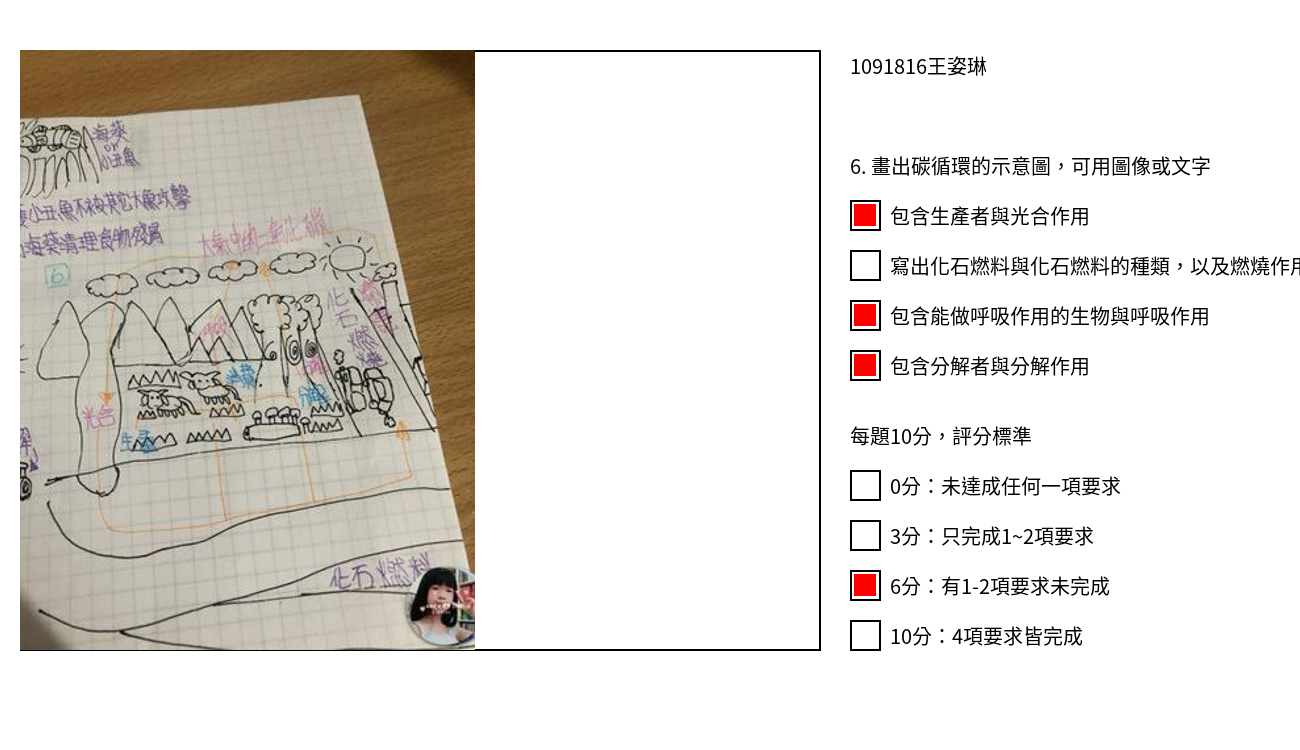 海葵
or
小丑魚
小丑魚不被其它大魚攻擊
海葵清理食物殘屑
6
大氣中的二氧化碳
化石燃燒
呼吸
消費
光合
分解
生產
化石燃料
1091816王姿琳
6. 畫出碳循環的示意圖，可用圖像或文字
包含生產者與光合作用
寫出化石燃料與化石燃料的種類，以及燃燒作用
包含能做呼吸作用的生物與呼吸作用
包含分解者與分解作用
每題10分，評分標準
0分：未達成任何一項要求
3分：只完成1~2項要求
6分：有1-2項要求未完成
10分：4項要求皆完成